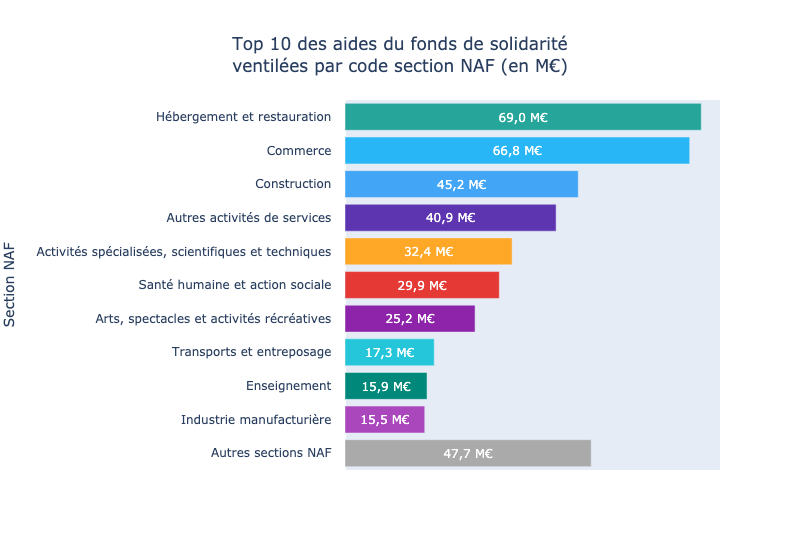 Top 10 des aides du fonds de solidarité
ventilées par code section NAF (en M€)
Section NAF
Hébergement et restauration 69,0 M€
Commerce 66,8 M€
Construction 45,2 M€
Autres activités de services 40,9 M€
Activités spécialisées, scientifiques et techniques 32,4 M€
Santé humaine et action sociale 29,9 M€
Arts, spectacles et activités récréatives 25,2 M€
Transports et entreposage 17,3 M€
Enseignement 15,9 M€
Industrie manufacturière 15,5 M€
Autres sections NAF 47,7 M€